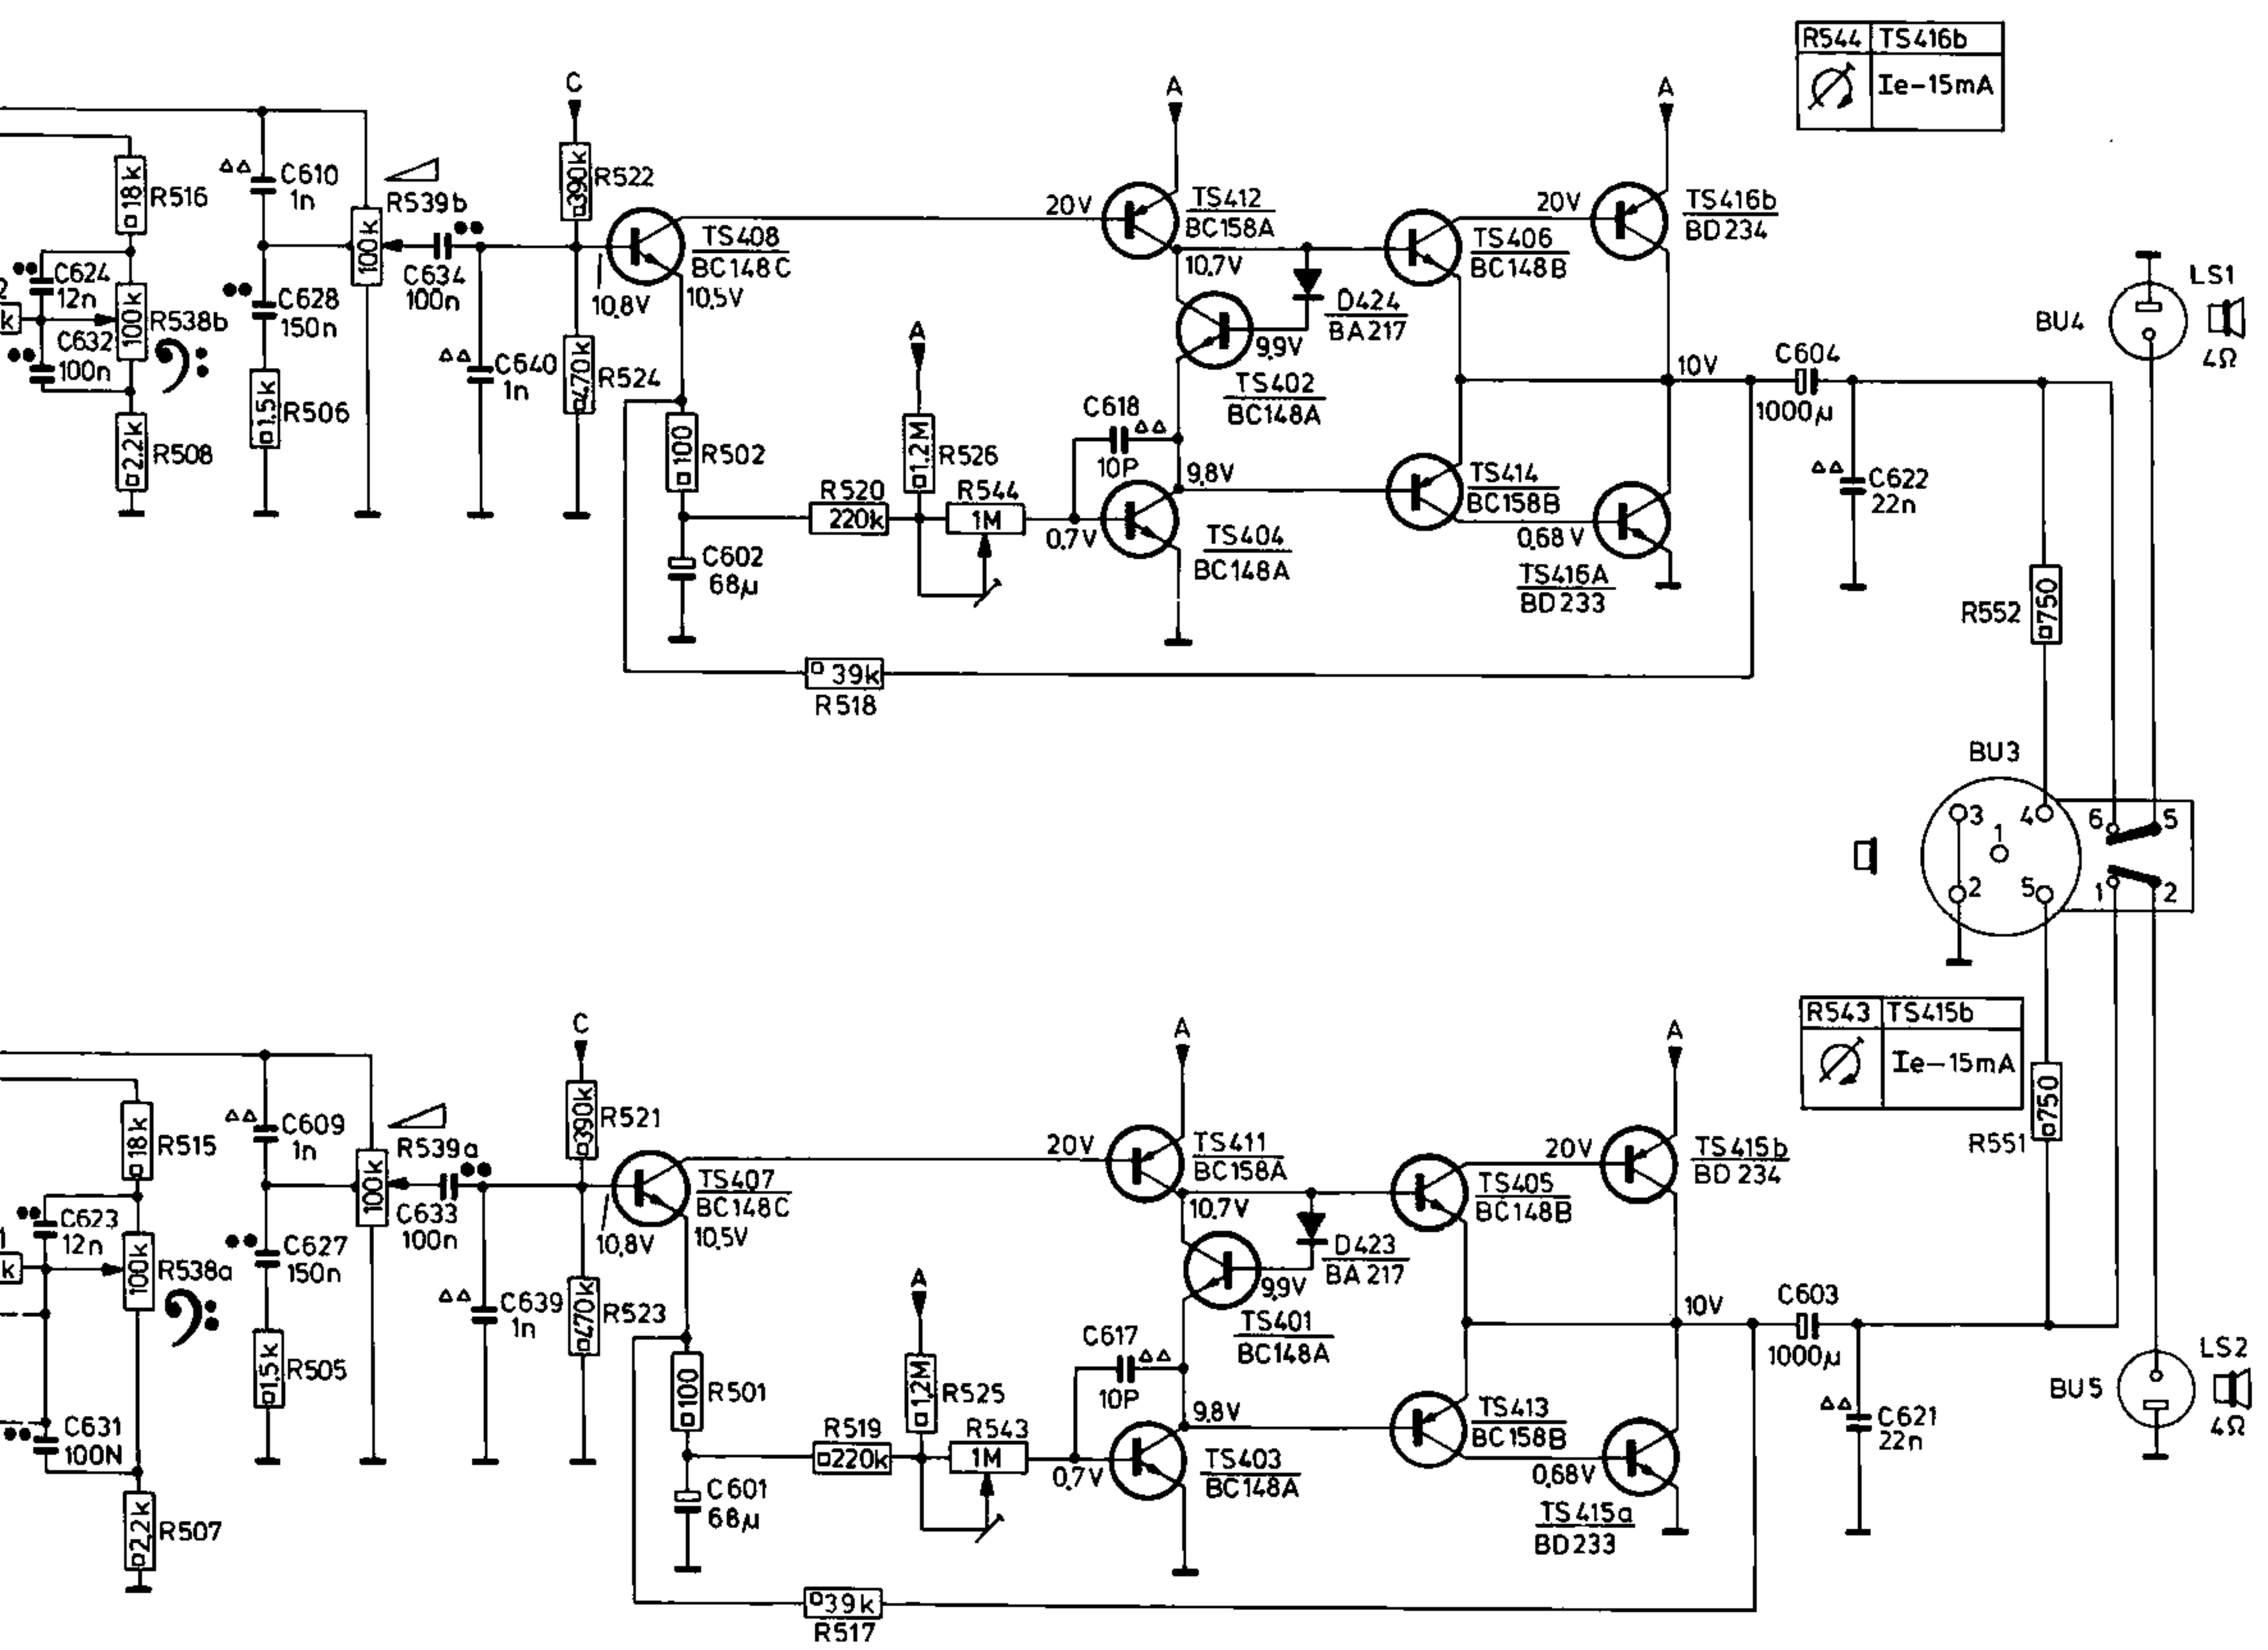 R544 TS416b
Ie-15mA
C
A
A
18k
R516
C610
1n
R539b
100k
390k
R522
20V
TS412
BC158A
20V
TS416b
BD234
TS408
BC148C
TS406
BC148B
C624
12n
C634
100n
10,8V
10,5V
10.7V
LS1
C628
150n
100k
R538b
D424
BA217
BU4
4Ω
k
C632
100n
C640
1n
470k
R524
A
9,9V
TS402
BC148A
10V
C604
1000µ
1.5k
R506
C618
10P
2.2k
R508
100
R502
1.2M
R526
9.8V
TS414
BC158B
C622
22n
R520
220k
R544
1M
0.7V
TS404
BC148A
0.68V
TS416A
BD233
C602
68µ
R552
750
39k
R518
BU3
3
4
1
6
5
2
5
1
2
R543 TS415b
Ie-15mA
C
A
A
18k
R515
C609
1n
R539a
100k
390k
R521
20V
TS411
BC158A
20V
TS415b
BD234
750
R551
TS407
BC148C
TS405
BC148B
C623
12n
C633
100n
10,8V
10,5V
10.7V
C627
150n
100k
R538a
D423
BA217
k
C639
1n
470k
R523
A
9,9V
TS401
BC148A
10V
C603
1000µ
1,5k
R505
C617
10P
LS2
BU5
4Ω
100
R501
1,2M
R525
9.8V
TS413
BC158B
C621
22n
C631
100N
R519
220k
R543
1M
0,7V
TS403
BC148A
0,68V
TS415a
BD233
C601
68µ
2,2k
R507
39k
R517